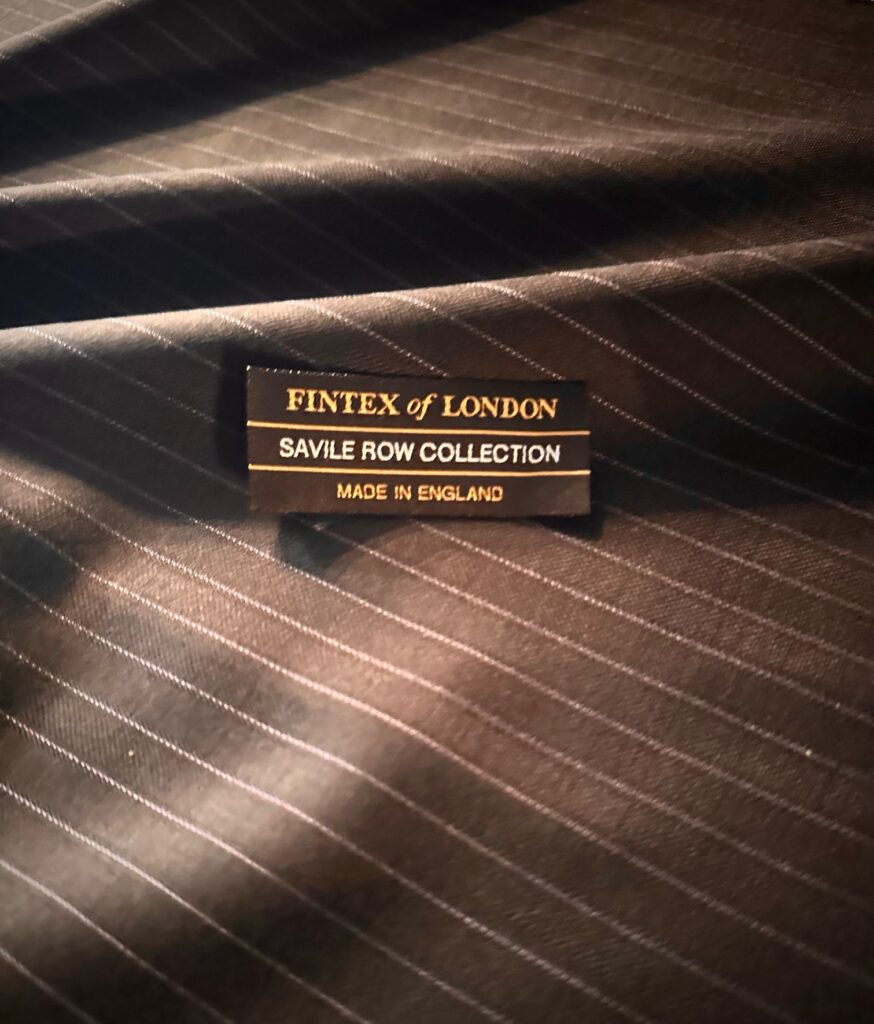 FINTEX of LONDON
SAVILE ROW COLLECTION
MADE IN ENGLAND